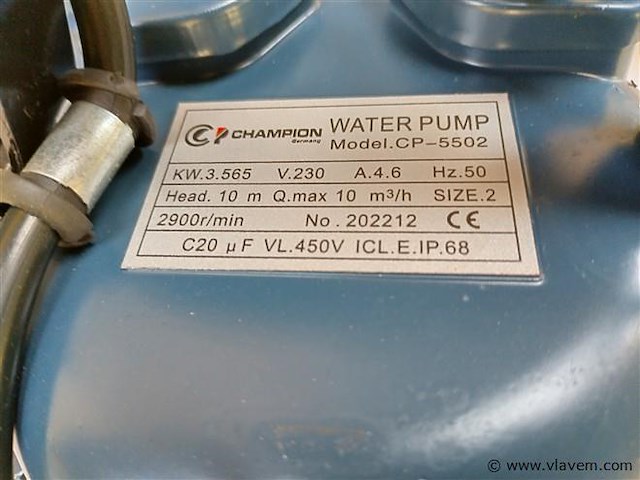 CHAMPION
Germany
WATER PUMP
Model.CP-5502
KW.3.565 V.230 A.4.6 Hz.50
Head. 10 m Q.max 10 m³/h SIZE.2
2900r/min No.202212 CE
C20 µF VL.450V ICL.E.IP.68
© www.vlavem.com